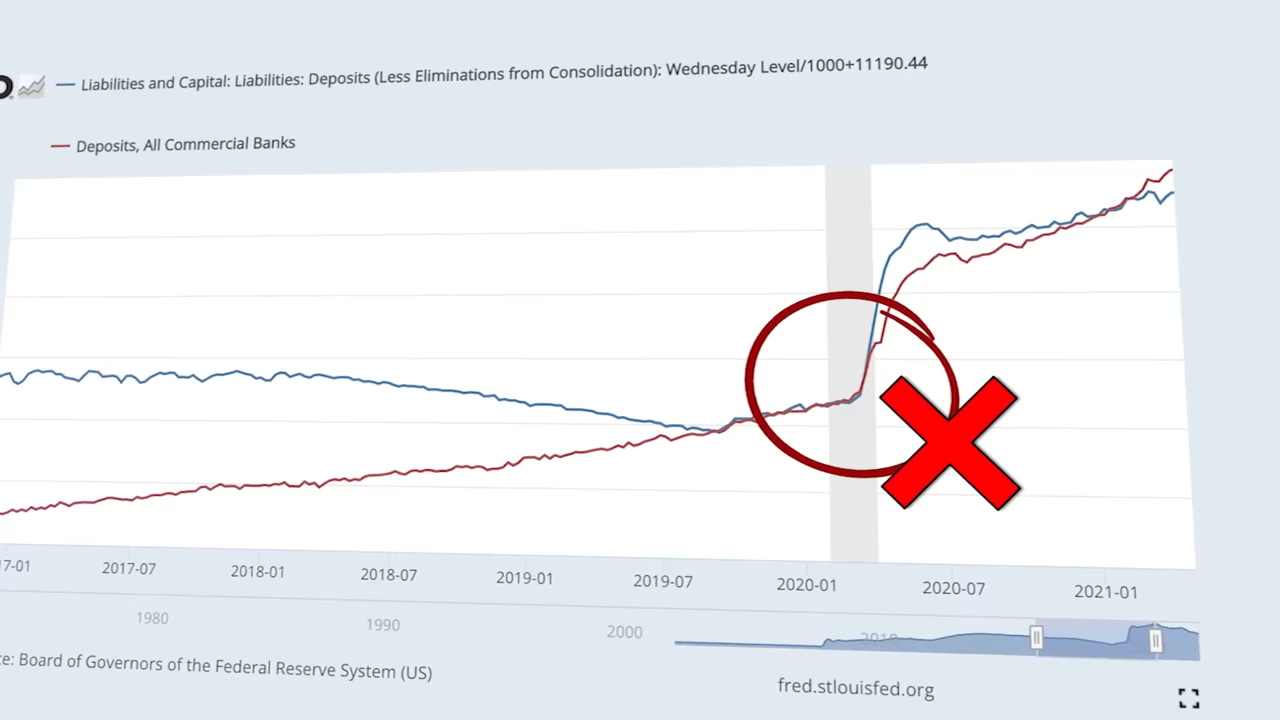 Liabilities and Capital: Liabilities: Deposits (Less Eliminations from Consolidation): Wednesday Level/1000+11190.44
Deposits, All Commercial Banks
7-01 2017-07 2018-01 2018-07 2019-01 2019-07 2020-01 2020-07 2021-01
1980 1990 2000 2010
ce: Board of Governors of the Federal Reserve System (US)
fred.stlouisfed.org